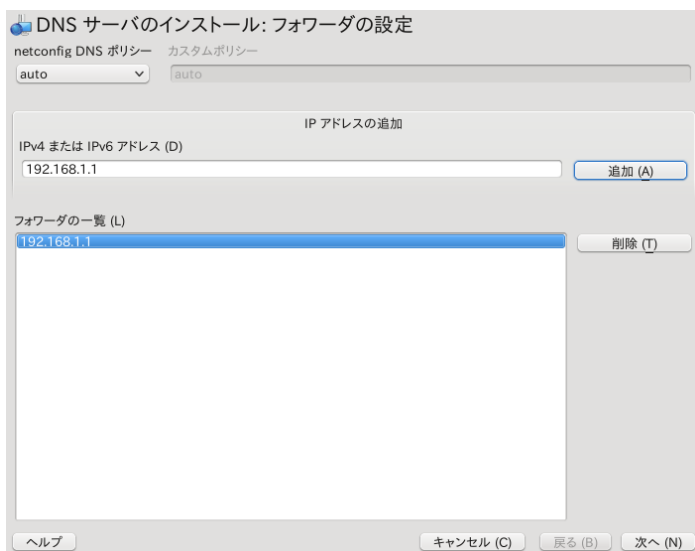 DNS サーバのインストール: フォワーダの設定
netconfig DNS ポリシー カスタムポリシー
auto auto
IP アドレスの追加
IPv4 または IPv6 アドレス (D)
192.168.1.1 追加 (A)
フォワーダの一覧 (L)
192.168.1.1 削除 (T)
ヘルプ キャンセル (C) 戻る (B) 次へ (N)